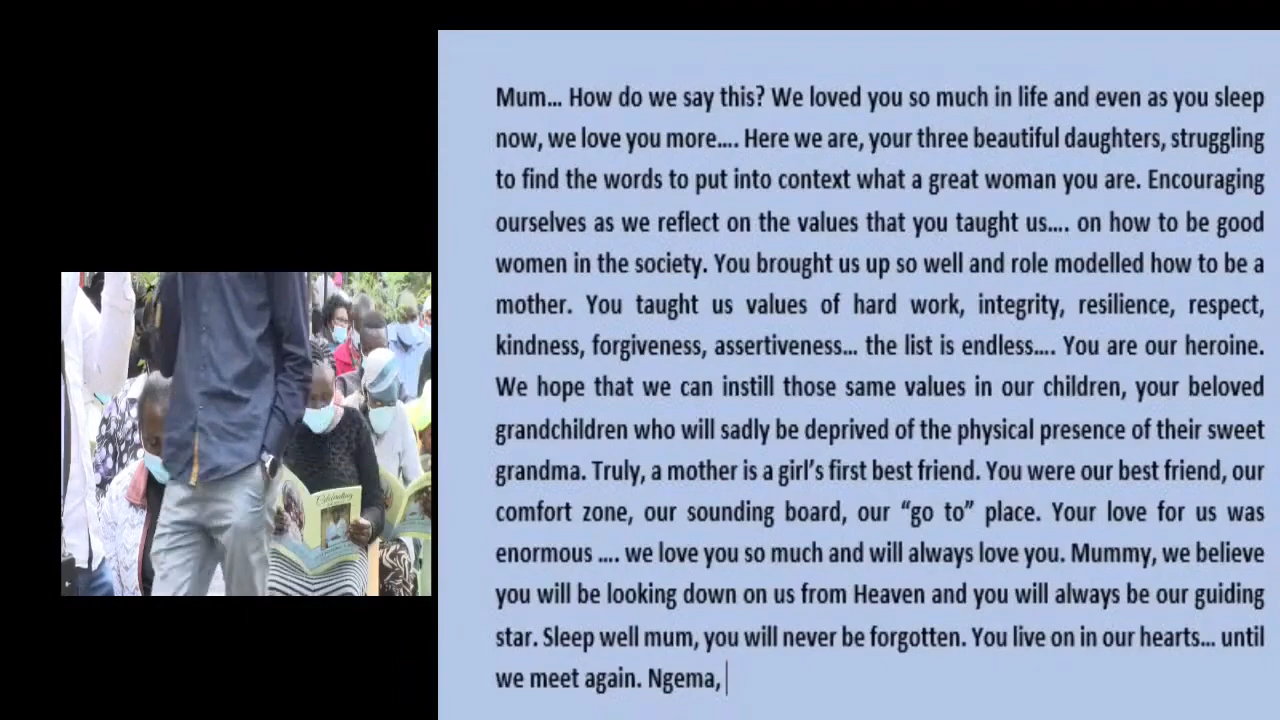 Mum... How do we say this? We loved you so much in life and even as you sleep
now, we love you more.... Here we are, your three beautiful daughters, struggling
to find the words to put into context what a great woman you are. Encouraging
ourselves as we reflect on the values that you taught us.... on how to be good
women in the society. You brought us up so well and role modelled how to be a
mother. You taught us values of hard work, integrity, resilience, respect,
kindness, forgiveness, assertiveness... the list is endless.... You are our heroine.
We hope that we can instill those same values in our children, your beloved
grandchildren who will sadly be deprived of the physical presence of their sweet
grandma. Truly, a mother is a girl’s first best friend. You were our best friend, our
comfort zone, our sounding board, our “go to” place. Your love for us was
enormous .... we love you so much and will always love you. Mummy, we believe
you will be looking down on us from Heaven and you will always be our guiding
star. Sleep well mum, you will never be forgotten. You live on in our hearts... until
we meet again. Ngema,
Celebrating